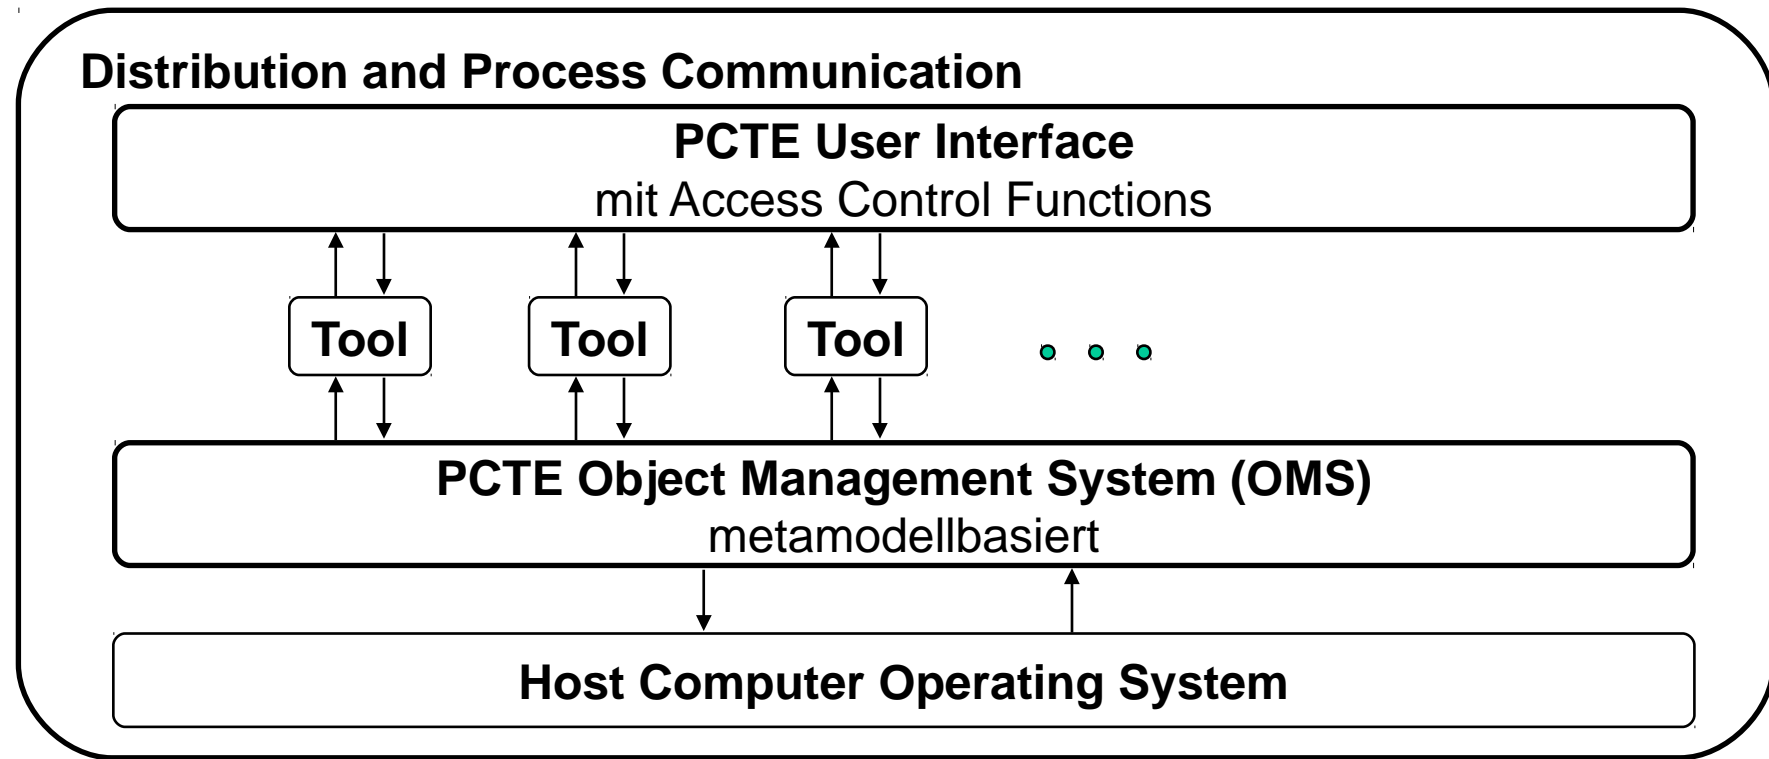 Distribution and Process Communication
PCTE User Interface
mit Access Control Functions
Tool
Tool
Tool
PCTE Object Management System (OMS)
metamodellbasiert
Host Computer Operating System